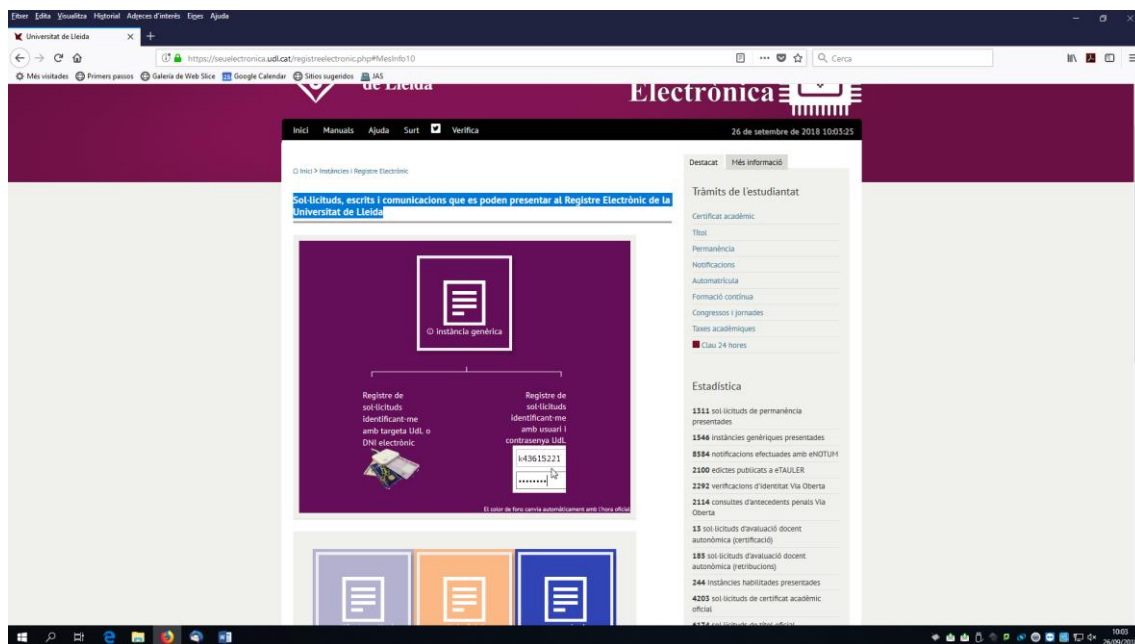 Fitxer Edita Visualitza Historial Adreces d'interès Eines Ajuda
Universitat de Lleida
https://seuelectronica.udl.cat/registreelectronic.php#MesInfo10
Cerca
Més visitades Primers passos Galería de Web Slice Google Calendar Sitios sugeridos JAS
de Lleida
Electrònica
Inici Manuals Ajuda Surt Verifica
26 de setembre de 2018 10:03:25
Inici > Instàncies i Registre Electrònic
Sol·licituds, escrits i comunicacions que es poden presentar al Registre Electrònic de la
Universitat de Lleida
© Instància genèrica
Registre de
sol·licituds
identificant-me
amb targeta UdL o
DNI electrònic
Registre de
sol·licituds
identificant-me
amb usuari i
contrasenya UdL
k43615221
El color de fons canvia automàticament amb l'hora oficial
Destacat Més informació
Tràmits de l'estudiantat
Certificat acadèmic
Títol
Permanència
Notificacions
Automatrícula
Formació contínua
Congressos i jornades
Taxes acadèmiques
Clau 24 hores
Estadística
1311 sol·licituds de permanència
presentades
1546 instàncies genèriques presentades
8584 notificacions efectuades amb eNOTUM
2100 edictes publicats a eTAULER
2292 verificacions d'identitat Via Oberta
2114 consultes d'antecedents penals Via
Oberta
13 sol·licituds d'avaluació docent
autonòmica (certificació)
185 sol·licituds d'avaluació docent
autonòmica (retribucions)
244 instàncies habilitades presentades
4203 sol·licituds de certificat acadèmic
oficial
10:03